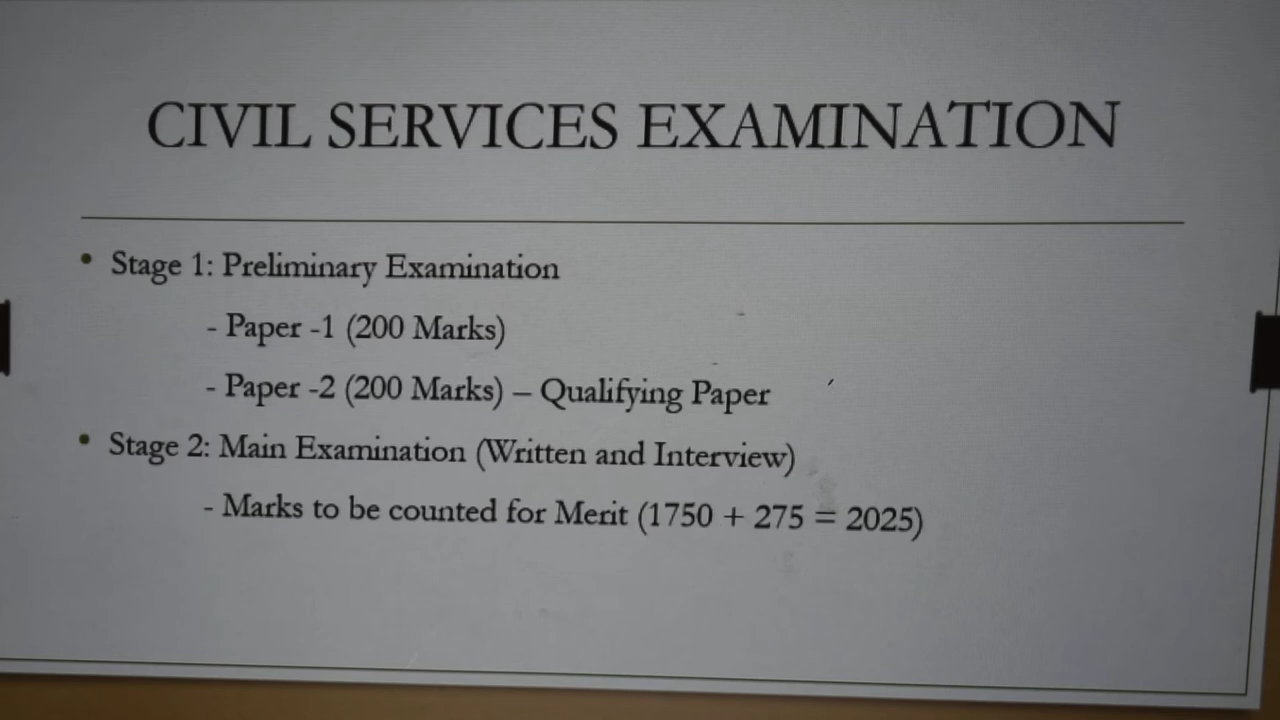 CIVIL SERVICES EXAMINATION
• Stage 1: Preliminary Examination
- Paper -1 (200 Marks)
- Paper -2 (200 Marks) – Qualifying Paper
• Stage 2: Main Examination (Written and Interview)
- Marks to be counted for Merit (1750 + 275 = 2025)